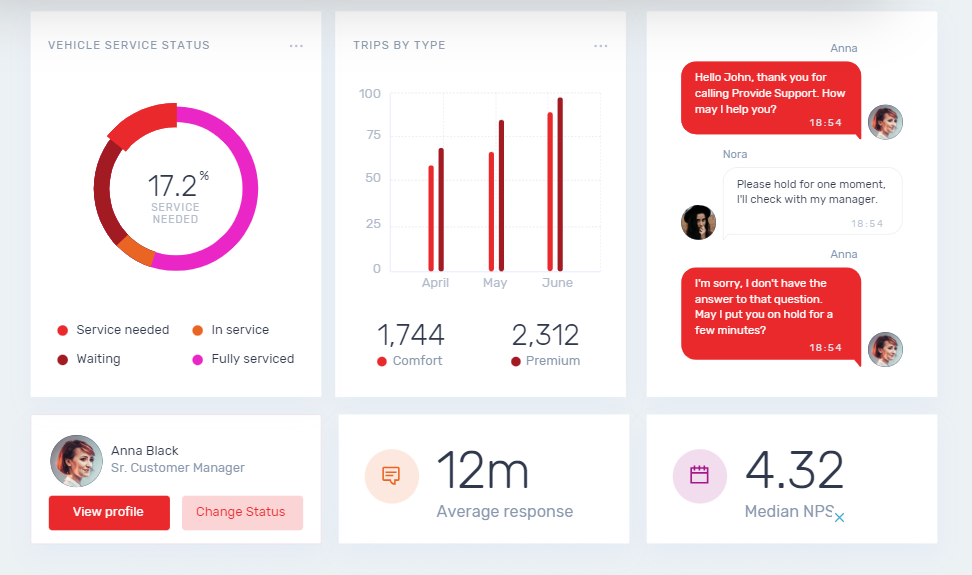 VEHICLE SERVICE STATUS
17.2%
SERVICE
NEEDED
Service needed
In service
Waiting
Fully serviced
TRIPS BY TYPE
100
75
50
25
0
April May June
1,744
Comfort
2,312
Premium
Anna
Hello John, thank you for
calling Provide Support. How
may I help you?
18:54
Nora
Please hold for one moment,
I'll check with my manager.
18:54
Anna
I'm sorry, I don't have the
answer to that question.
May I put you on hold for a
few minutes?
18:54
Anna Black
Sr. Customer Manager
View profile
Change Status
12m
Average response
4.32
Median NPS